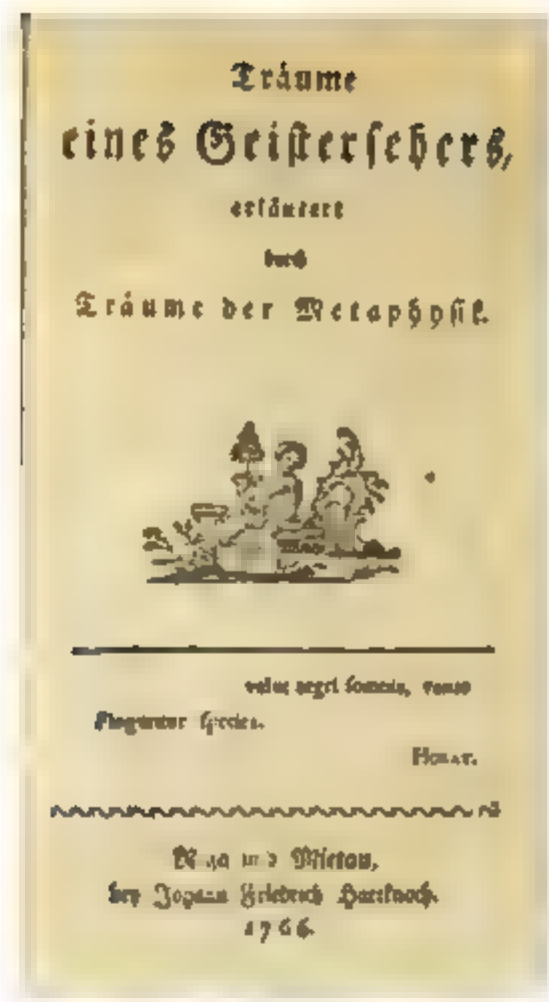 Träume
eines Geistersehers,
erläutert
durch
Träume der Metaphysik.
velut aegri somnia, vanae
finguntur species.
Horat.
Riga und Mietau,
bey Johann Friedrich Hartknoch.
1766.